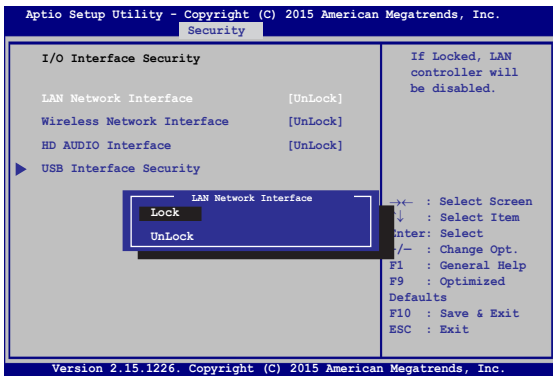 Aptio Setup Utility - Copyright (C) 2015 American Megatrends, Inc.
Security
I/O Interface Security
LAN Network Interface [UnLock]
Wireless Network Interface [UnLock]
HD AUDIO Interface [UnLock]
USB Interface Security
LAN Network Interface
Lock
UnLock
If Locked, LAN
controller will
be disabled.
→← : Select Screen
↓ : Select Item
Enter: Select
/— : Change Opt.
F1 : General Help
F9 : Optimized
Defaults
F10 : Save & Exit
ESC : Exit
Version 2.15.1226. Copyright (C) 2015 American Megatrends, Inc.